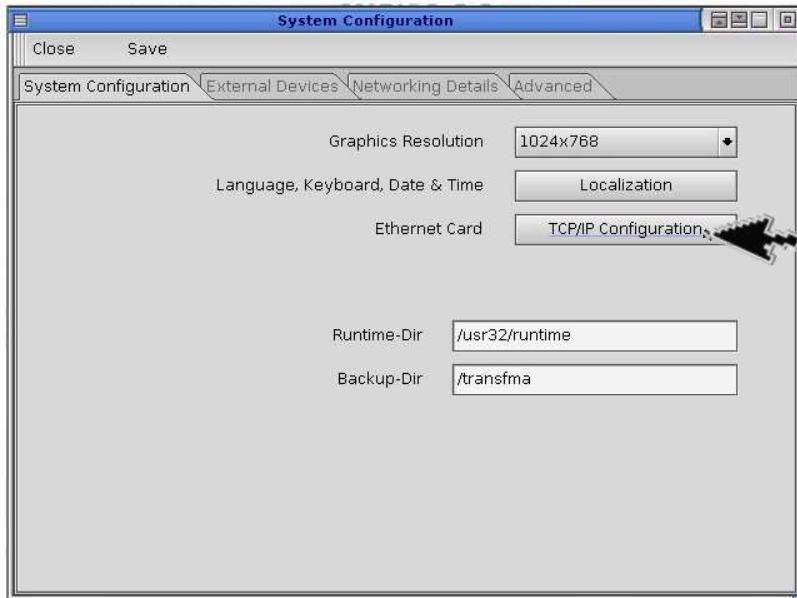 System Configuration
Close Save
System Configuration External Devices Networking Details Advanced
Graphics Resolution 1024x768
Language, Keyboard, Date & Time Localization
Ethernet Card TCP/IP Configuration
Runtime-Dir /usr32/runtime
Backup-Dir /transfma